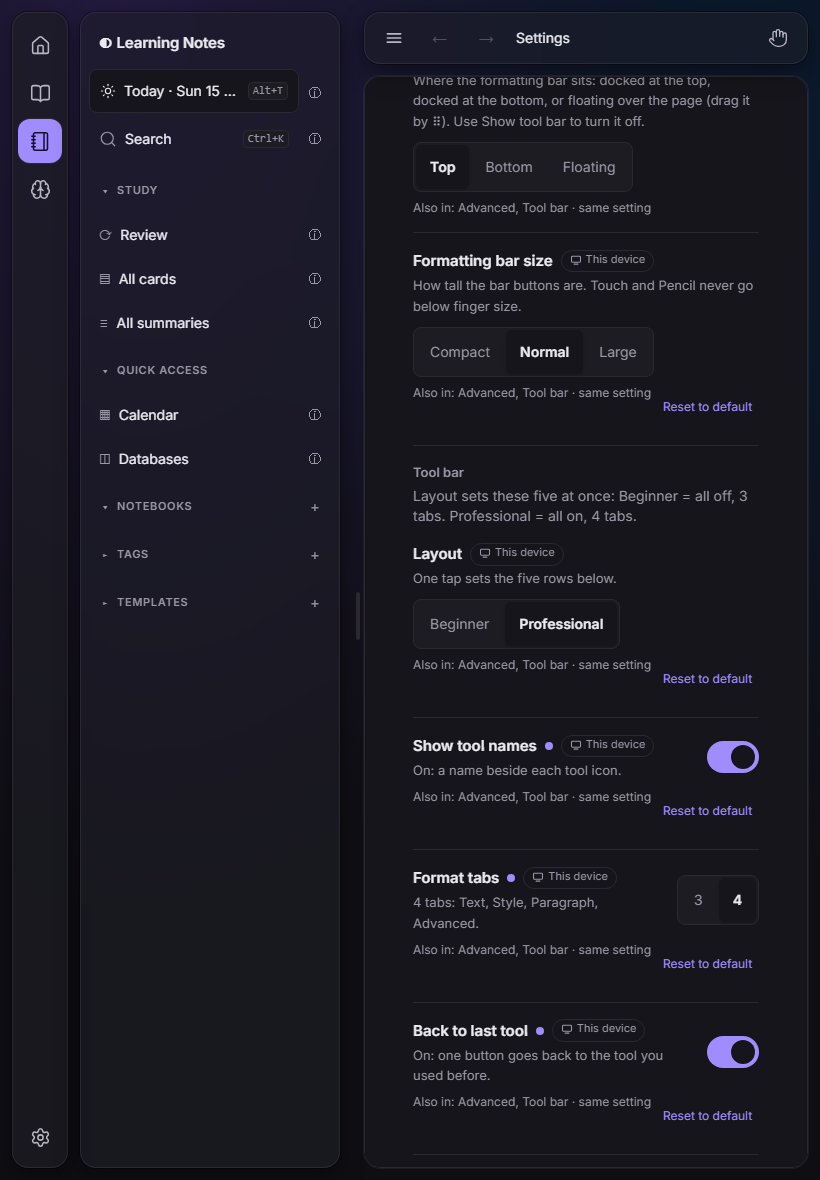 Learning Notes
Today · Sun 15 ... Alt+T
Search Ctrl+K
STUDY
Review
All cards
All summaries
QUICK ACCESS
Calendar
Databases
NOTEBOOKS +
TAGS +
TEMPLATES +
Settings
Where the formatting bar sits: docked at the top,
docked at the bottom, or floating over the page (drag it
by ⠿). Use Show tool bar to turn it off.
Top Bottom Floating
Also in: Advanced, Tool bar · same setting
Formatting bar size This device
How tall the bar buttons are. Touch and Pencil never go
below finger size.
Compact Normal Large
Also in: Advanced, Tool bar · same setting
Reset to default
Tool bar
Layout sets these five at once: Beginner = all off, 3
tabs. Professional = all on, 4 tabs.
Layout This device
One tap sets the five rows below.
Beginner Professional
Also in: Advanced, Tool bar · same setting
Reset to default
Show tool names This device
On: a name beside each tool icon.
Also in: Advanced, Tool bar · same setting
Reset to default
Format tabs This device
4 tabs: Text, Style, Paragraph,
Advanced.
3 4
Also in: Advanced, Tool bar · same setting
Reset to default
Back to last tool This device
On: one button goes back to the tool you
used before.
Also in: Advanced, Tool bar · same setting
Reset to default